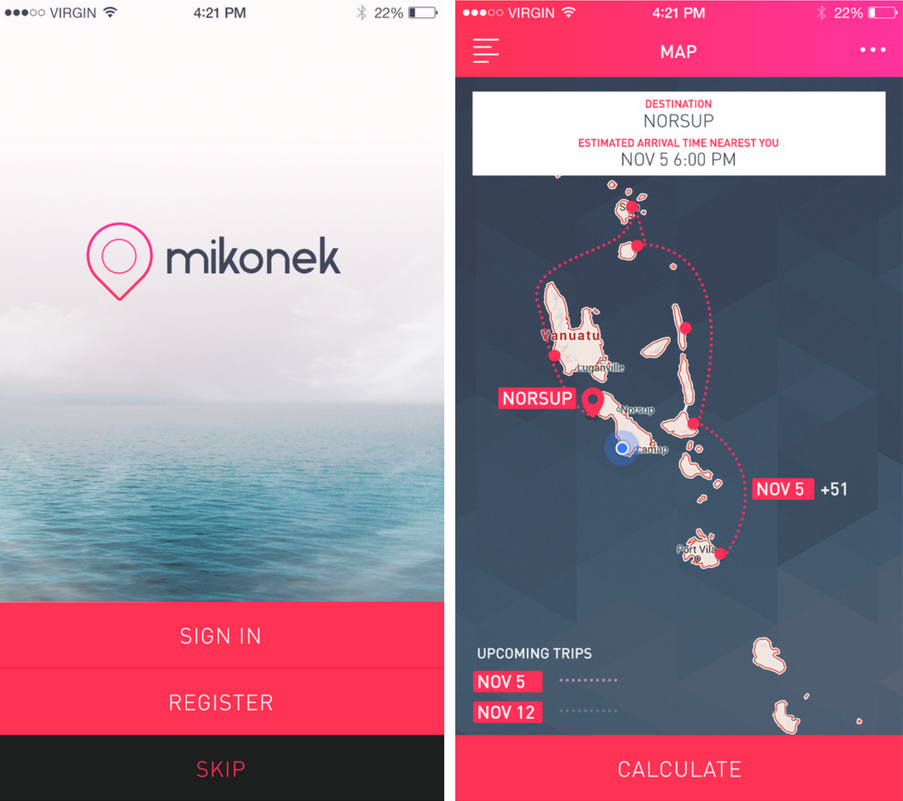 VIRGIN 4:21 PM 22%
mikonek
SIGN IN
REGISTER
SKIP
VIRGIN 4:21 PM 22%
MAP
DESTINATION
NORSUP
ESTIMATED ARRIVAL TIME NEAREST YOU
NOV 5 6:00 PM
Vanuatu
Luganville
NORSUP
Norsup
Lamap
NOV 5 +51
Port Vila
UPCOMING TRIPS
NOV 5
NOV 12
CALCULATE